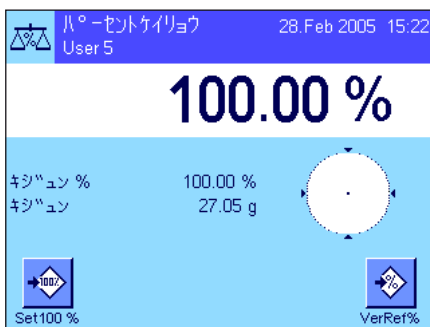 パーセントケイリョウ 28.Feb 2005 15:22
User 5
100.00 %
キジュン % 100.00 %
キジュン 27.05 g
100%
%
Set100 % VerRef%